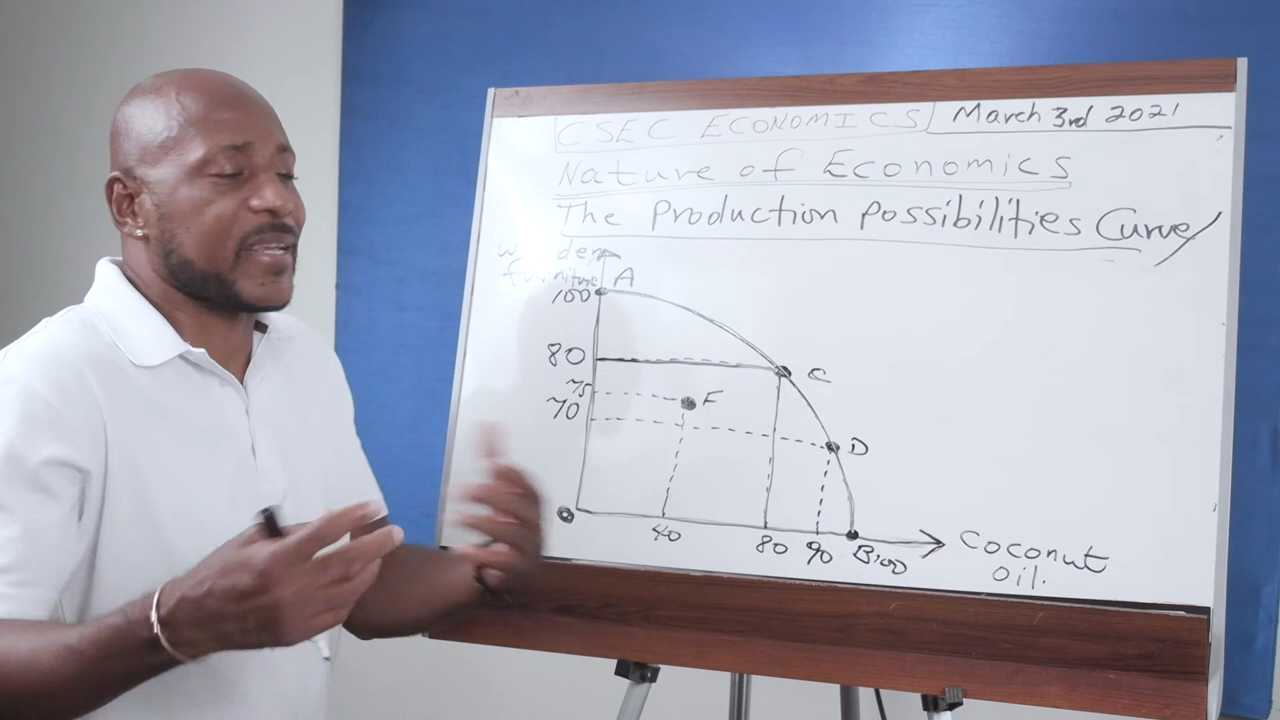 CSEC ECONOMICS March 3rd 2021
Nature of Economics
The Production Possibilities Curve
furniture A
100
80 C
75 F
70 D
0
40 80 90 B100 Coconut
oil.